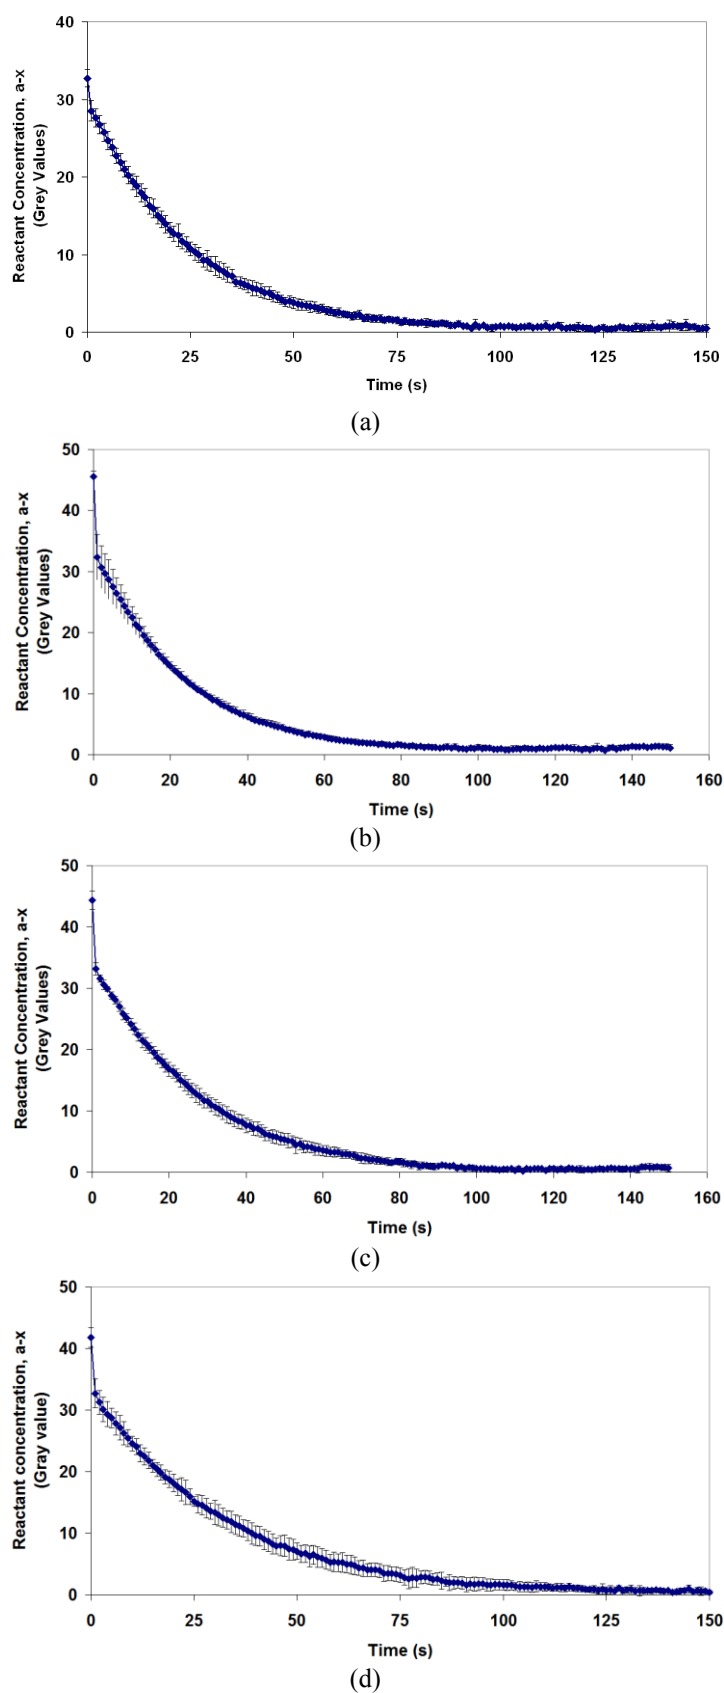 40
30
20
10
0
Reactant Concentration, a-x
(Grey Values)
0 25 50 75 100 125 150
Time (s)
(a)
50
40
30
20
10
0
Reactant Concentration, a-x
(Grey Values)
0 20 40 60 80 100 120 140 160
Time (s)
(b)
50
40
30
20
10
0
Reactant Concentration, a-x
(Grey Values)
0 20 40 60 80 100 120 140 160
Time (s)
(c)
50
40
30
20
10
0
Reactant concentration, a-x
(Gray value)
0 25 50 75 100 125 150
Time (s)
(d)